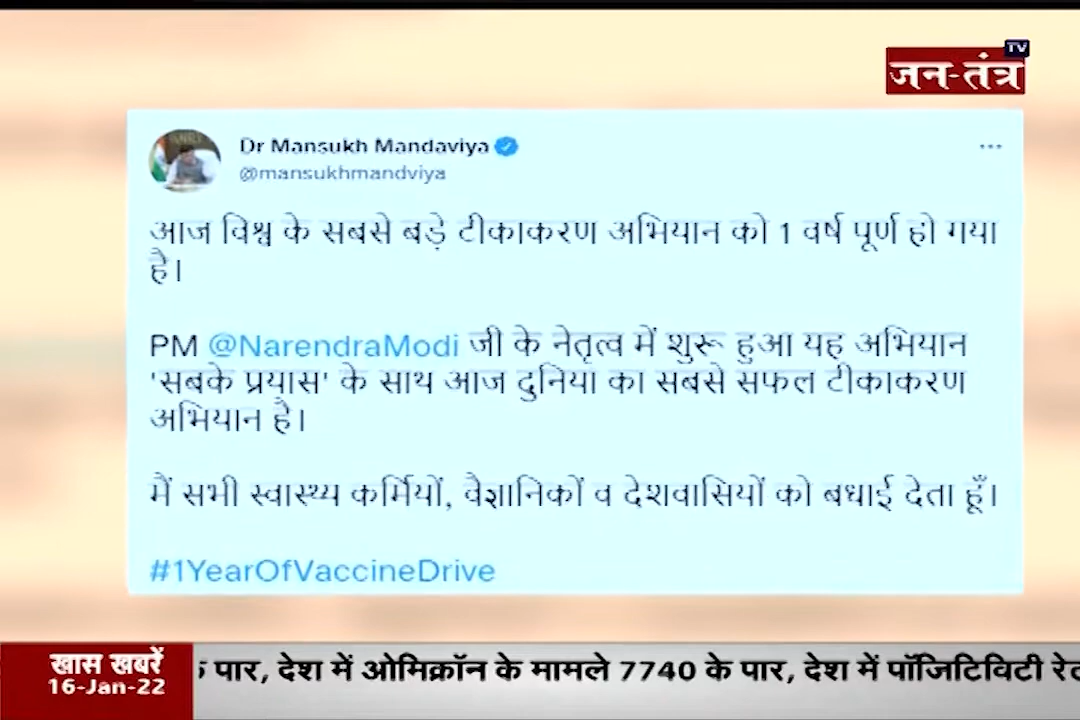 TV
जन-तंत्र
Dr Mansukh Mandaviya
@mansukhmandviya
आज विश्व के सबसे बड़े टीकाकरण अभियान को 1 वर्ष पूर्ण हो गया
है।
PM @NarendraModi जी के नेतृत्व में शुरू हुआ यह अभियान
'सबके प्रयास' के साथ आज दुनिया का सबसे सफल टीकाकरण
अभियान है।
मैं सभी स्वास्थ्य कर्मियों, वैज्ञानिकों व देशवासियों को बधाई देता हूँ।
#1YearOfVaccineDrive
खास खबरें
16-Jan-22
पार, देश में ओमिक्रॉन के मामले 7740 के पार, देश में पॉजिटिविटी